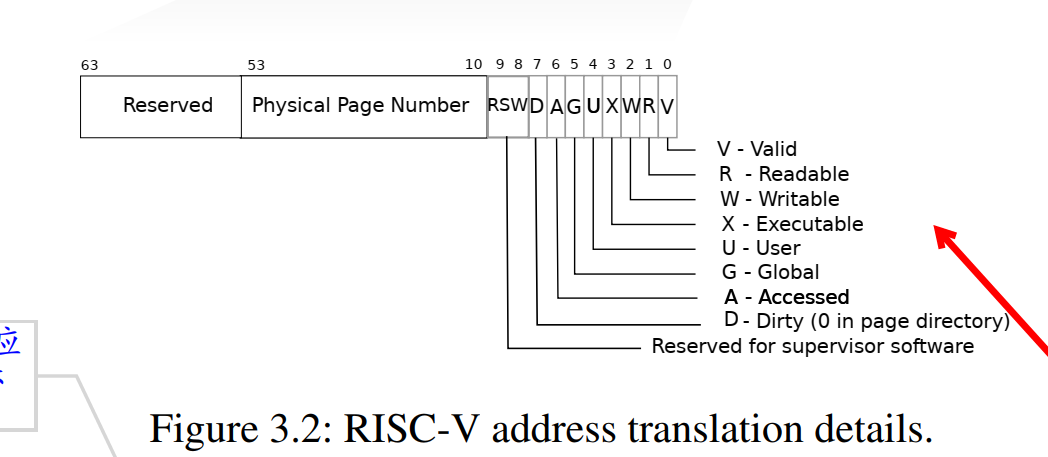 63 53 10 9 8 7 6 5 4 3 2 1 0
Reserved Physical Page Number RSW D A G U X W R V
V - Valid
R - Readable
W - Writable
X - Executable
U - User
G - Global
A - Accessed
D - Dirty (0 in page directory)
Reserved for supervisor software
应
Figure 3.2: RISC-V address translation details.